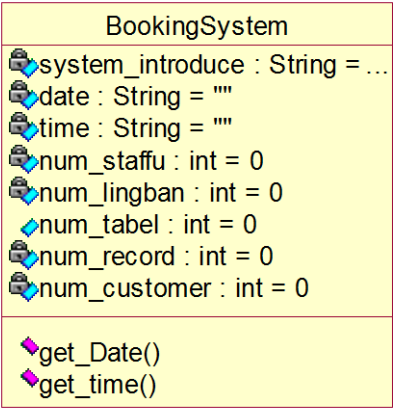 BookingSystem
system_introduce : String = ...
date : String = ""
time : String = ""
num_staffu : int = 0
num_lingban : int = 0
num_tabel : int = 0
num_record : int = 0
num_customer : int = 0
get_Date()
get_time()